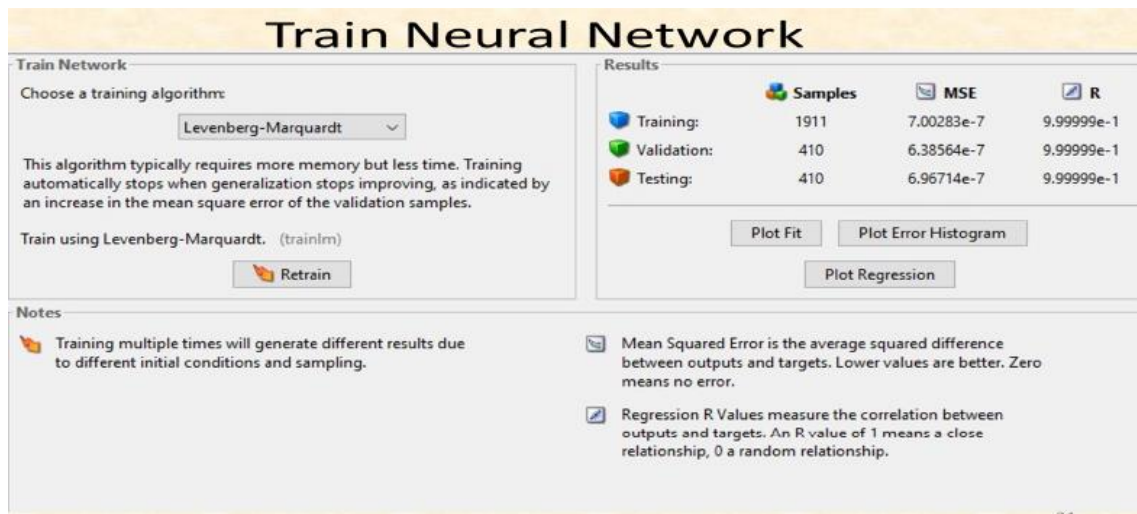 Train Neural Network
Train Network
Choose a training algorithm:
Levenberg-Marquardt
This algorithm typically requires more memory but less time. Training
automatically stops when generalization stops improving, as indicated by
an increase in the mean square error of the validation samples.
Train using Levenberg-Marquardt. (trainlm)
Retrain
Results
Samples MSE R
Training: 1911 7.00283e-7 9.99999e-1
Validation: 410 6.38564e-7 9.99999e-1
Testing: 410 6.96714e-7 9.99999e-1
Plot Fit Plot Error Histogram
Plot Regression
Notes
Training multiple times will generate different results due
to different initial conditions and sampling.
Mean Squared Error is the average squared difference
between outputs and targets. Lower values are better. Zero
means no error.
Regression R Values measure the correlation between
outputs and targets. An R value of 1 means a close
relationship, 0 a random relationship.